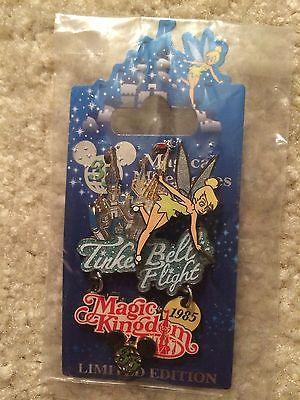 Tinker Bell's
Flight
Magic
Kingdom
1985
LIMITED EDITION